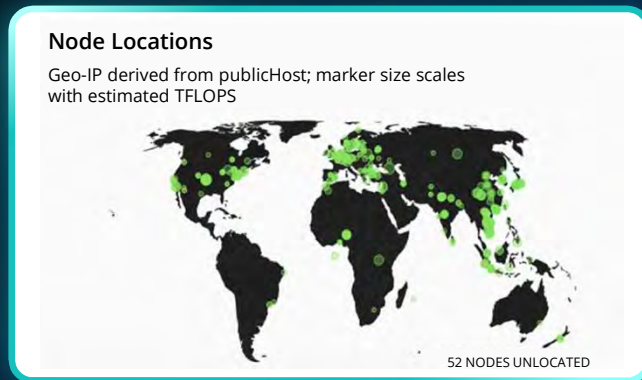 Node Locations
Geo-IP derived from publicHost; marker size scales
with estimated TFLOPS
52 NODES UNLOCATED